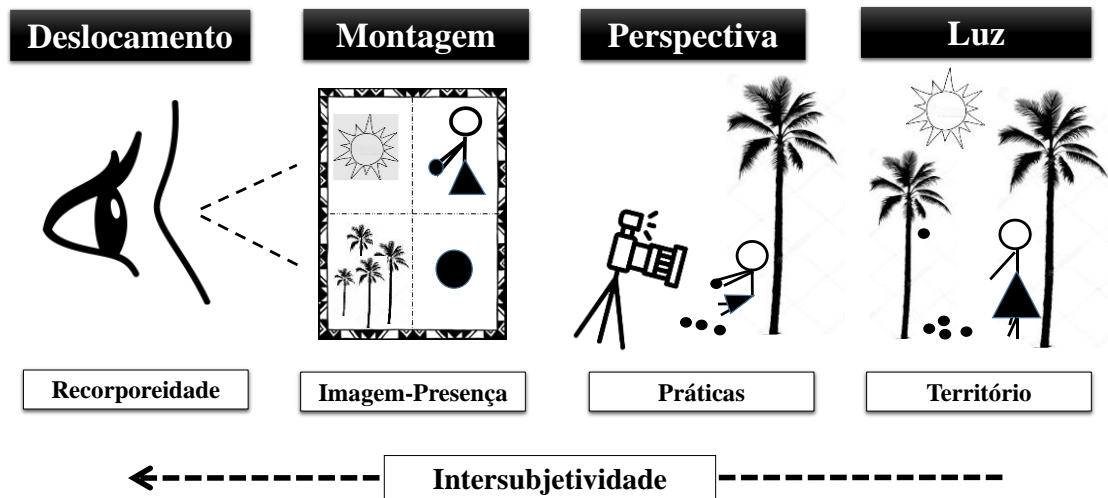 Deslocamento
Montagem
Perspectiva
Luz
Recorporeidade
Imagem-Presença
Práticas
Território
Intersubjetividade